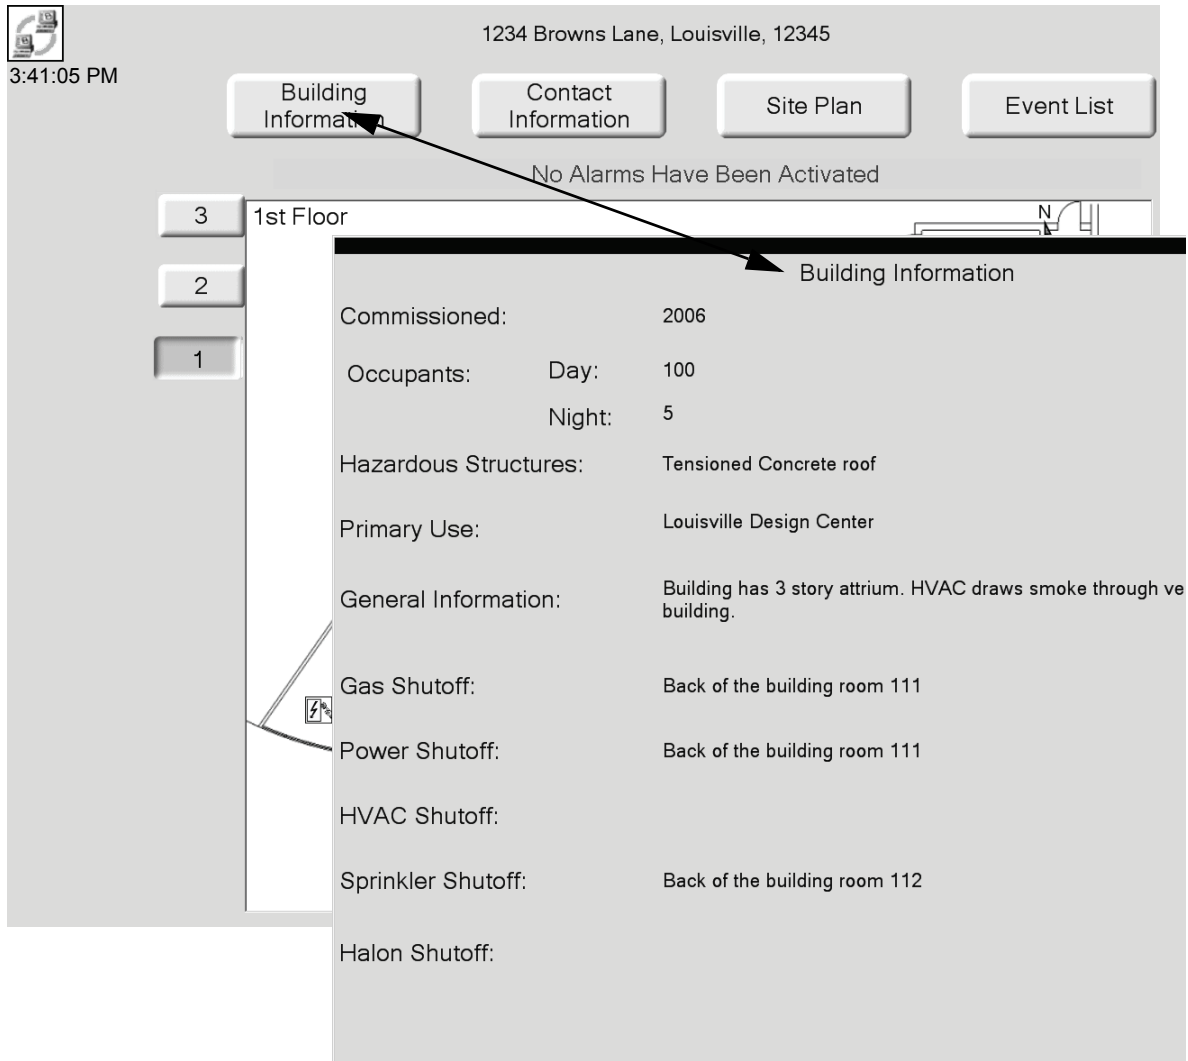 1234 Browns Lane, Louisville, 12345
3:41:05 PM
Building
Information
Contact
Information
Site Plan
Event List
No Alarms Have Been Activated
3
1st Floor
N
2
1
Building Information
Commissioned: 2006
Occupants: Day: 100
Night: 5
Hazardous Structures: Tensioned Concrete roof
Primary Use: Louisville Design Center
General Information: Building has 3 story attrium. HVAC draws smoke through ve
building.
Gas Shutoff: Back of the building room 111
Power Shutoff: Back of the building room 111
HVAC Shutoff:
Sprinkler Shutoff: Back of the building room 112
Halon Shutoff: